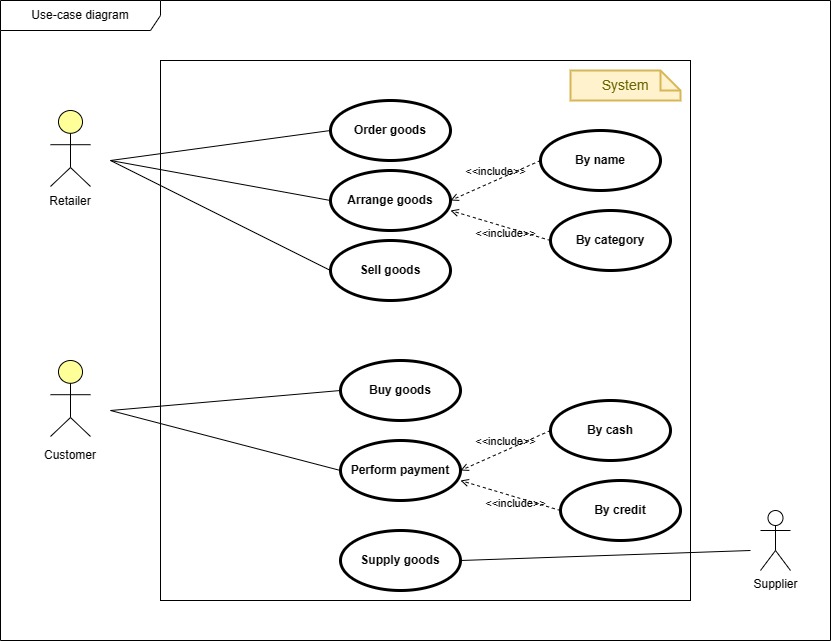 Use-case diagram
System
Order goods
By name
<<include>>
Retailer
Arrange goods
<<include>>
By category
Sell goods
Buy goods
By cash
<<include>>
Customer
Perform payment
<<include>>
By credit
Supply goods
Supplier